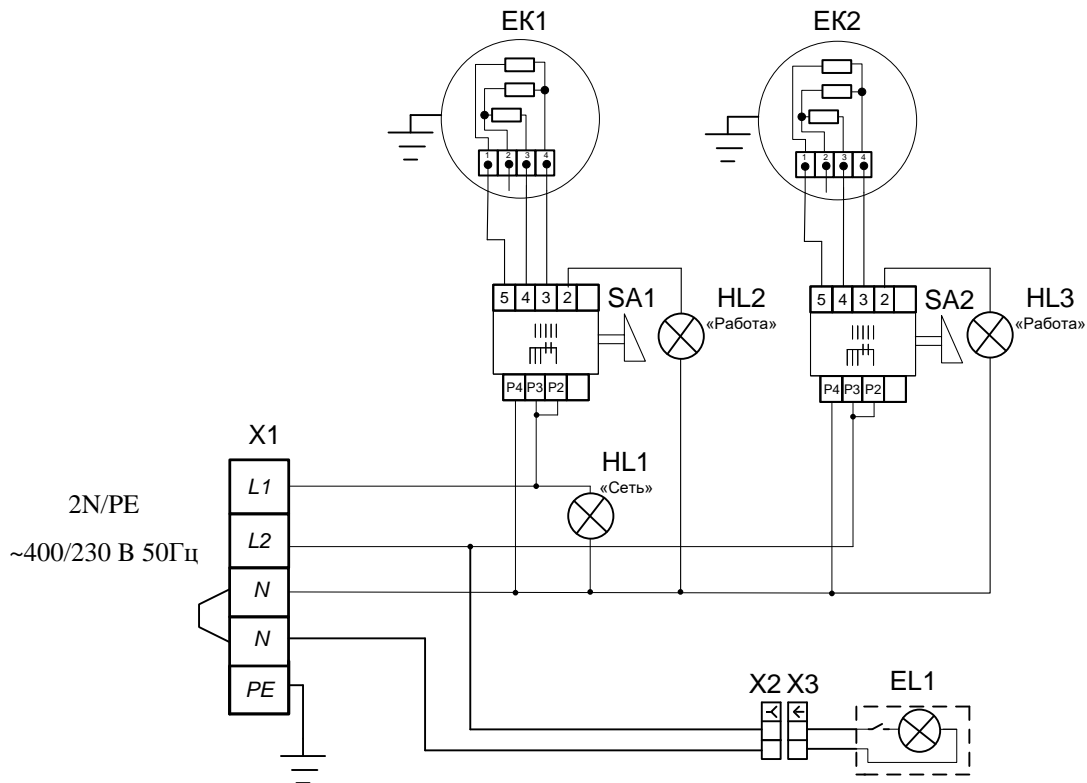 EK1
EK2
1 2 3 4
1 2 3 4
5 4 3 2
SA1
HL2
«Работа»
5 4 3 2
SA2
HL3
«Работа»
P4 P3 P2
P4 P3 P2
X1
HL1
«Сеть»
L1
2N/PE
L2
~400/230 В 50Гц
N
N
PE
X2 X3
EL1